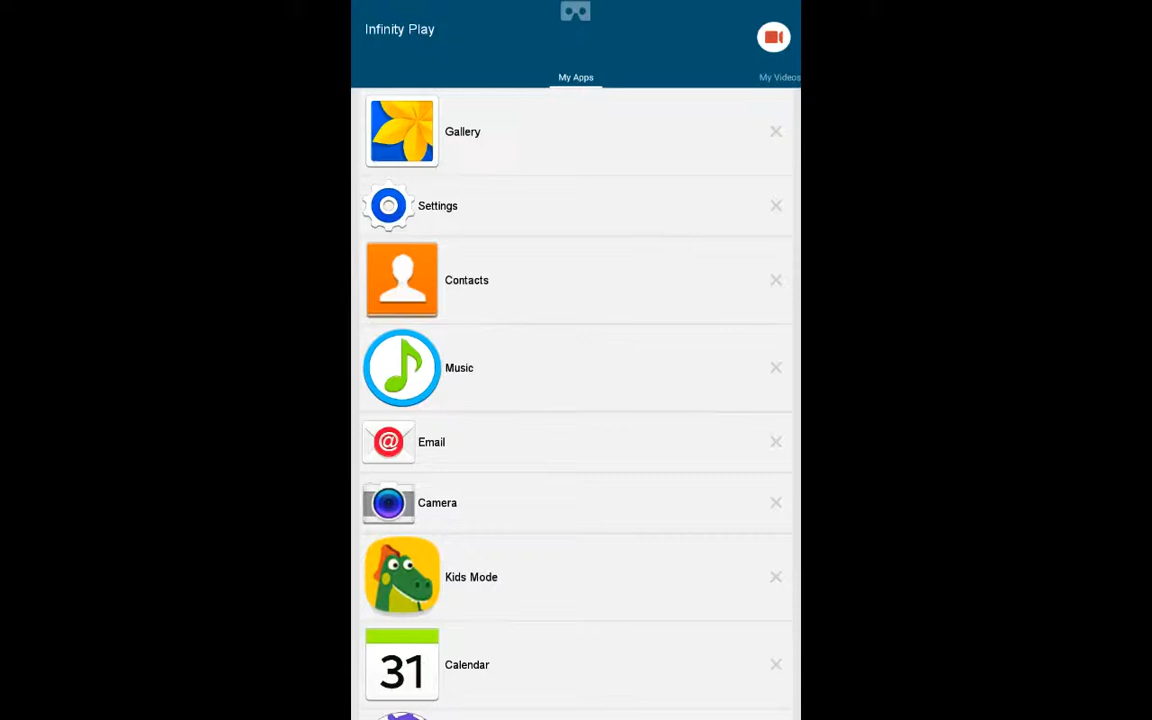 Infinity Play
My Apps
My Videos
Gallery
Settings
Contacts
Music
@
Email
Camera
Kids Mode
31
Calendar